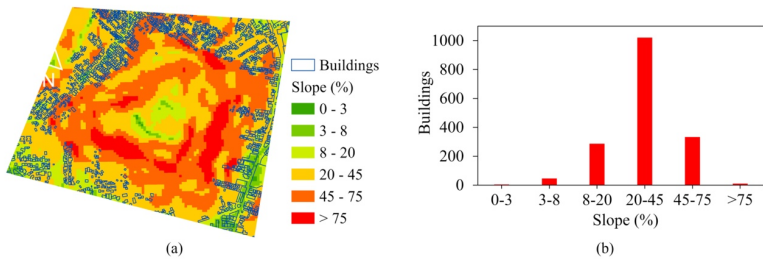 N
Buildings
Slope (%)
0 - 3
3 - 8
8 - 20
20 - 45
45 - 75
> 75
(a)
Buildings
1000
800
600
400
200
0
0-3 3-8 8-20 20-45 45-75 >75
Slope (%)
(b)